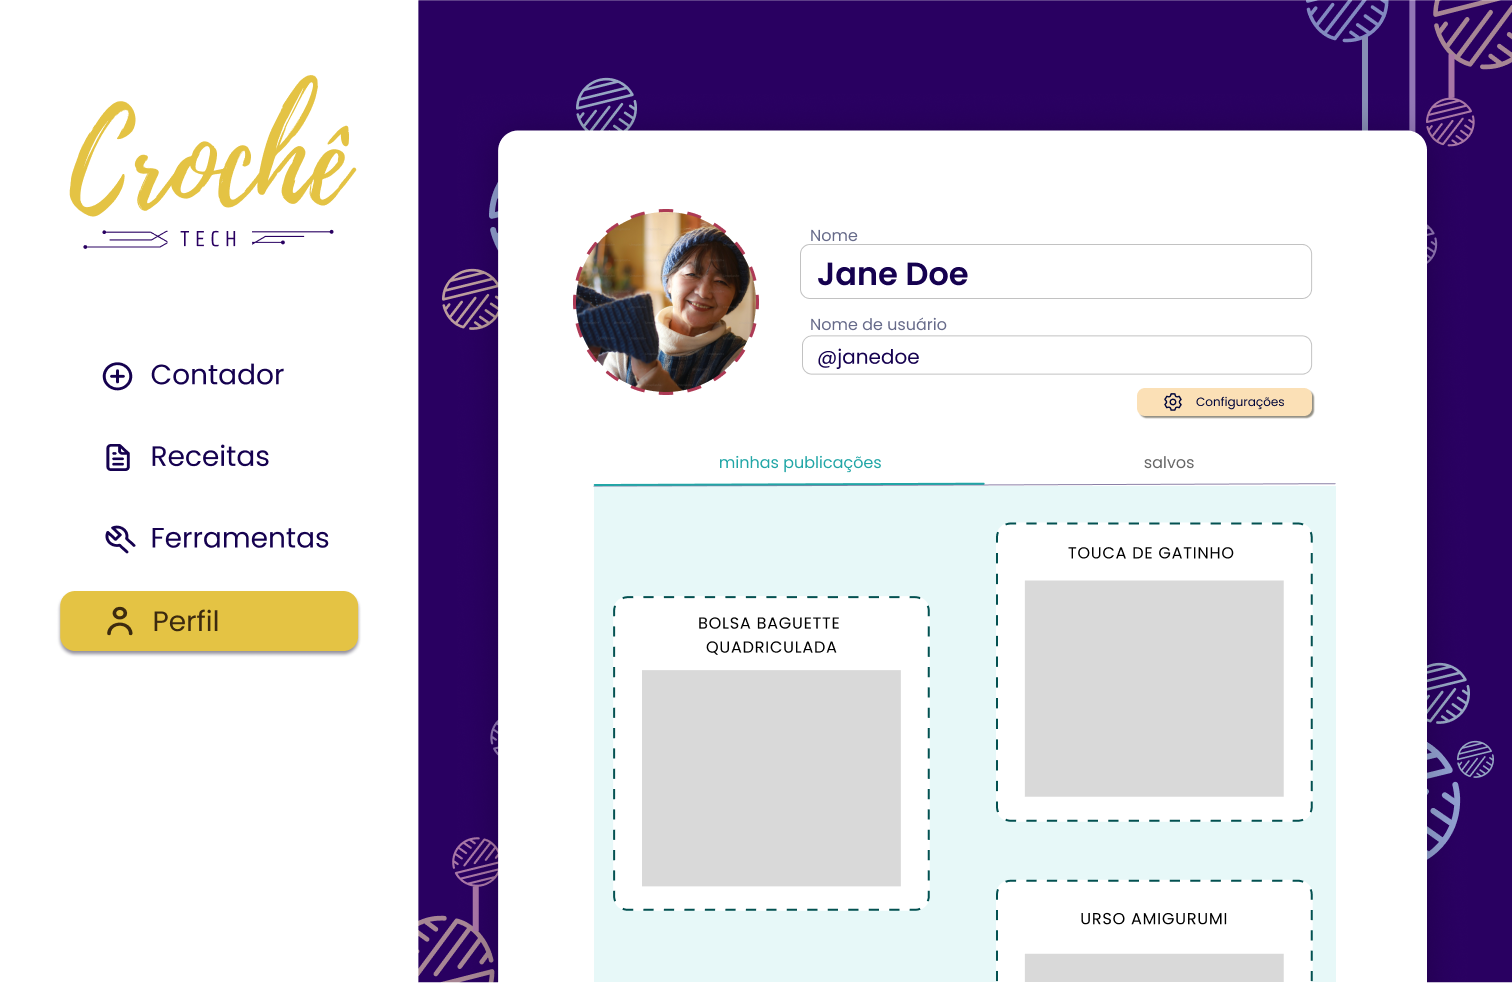 Crochê
TECH
Contador
Receitas
Ferramentas
Perfil
Nome
Jane Doe
Nome de usuário
@janedoe
Configurações
minhas publicações
salvos
BOLSA BAGUETTE
QUADRICULADA
TOUCA DE GATINHO
URSO AMIGURUMI